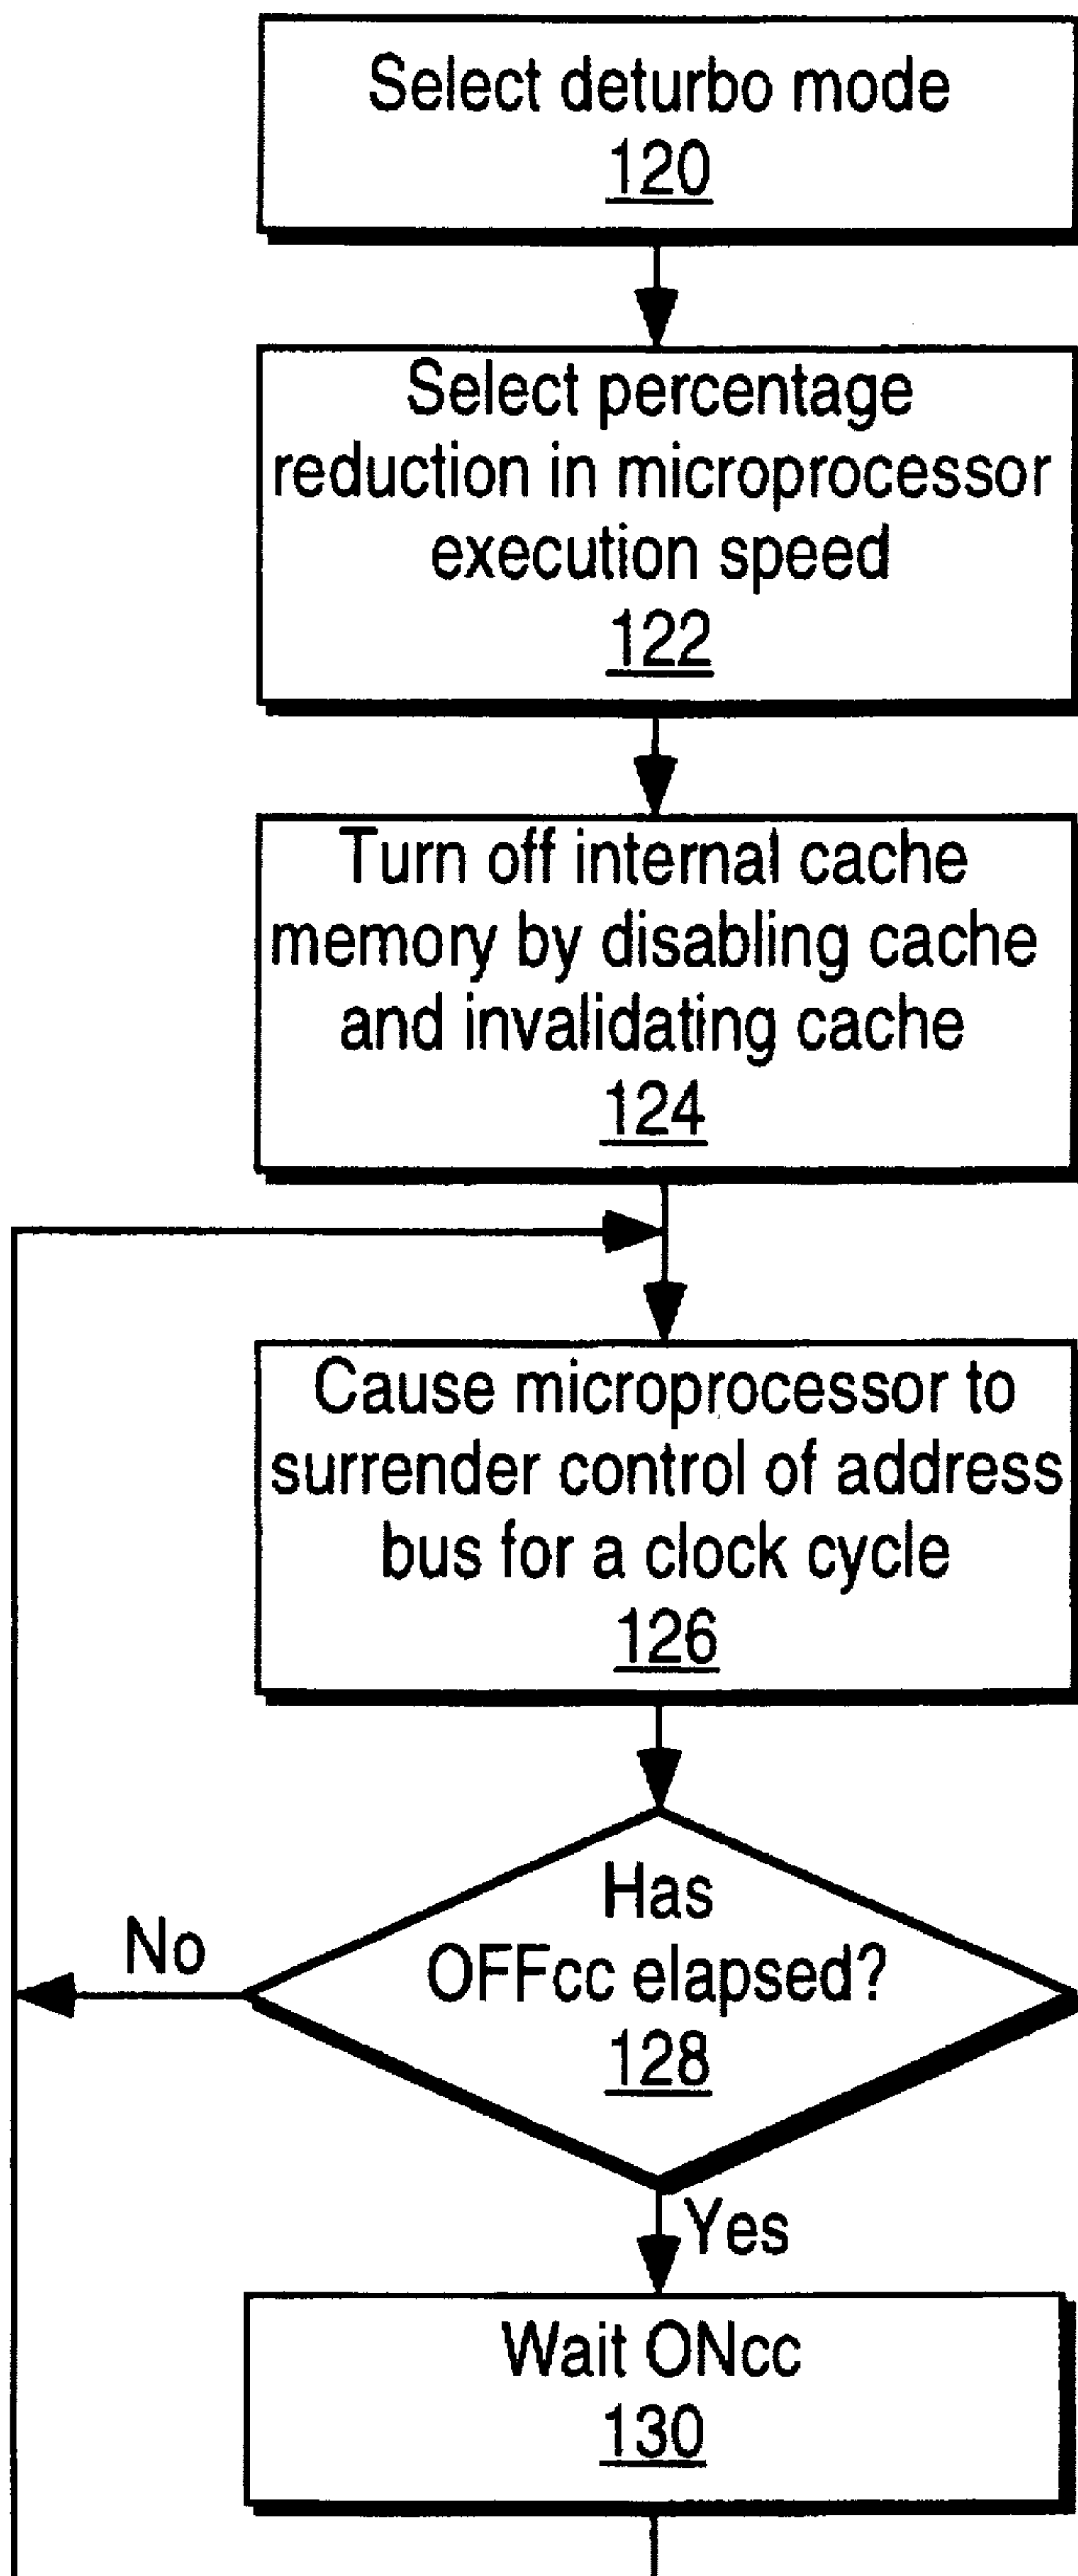 Select deturbo mode
120
Select percentage
reduction in microprocessor
execution speed
122
Turn off internal cache
memory by disabling cache
and invalidating cache
124
Cause microprocessor to
surrender control of address
bus for a clock cycle
126
Has
OFFcc elapsed?
128
No
Yes
Wait ONcc
130